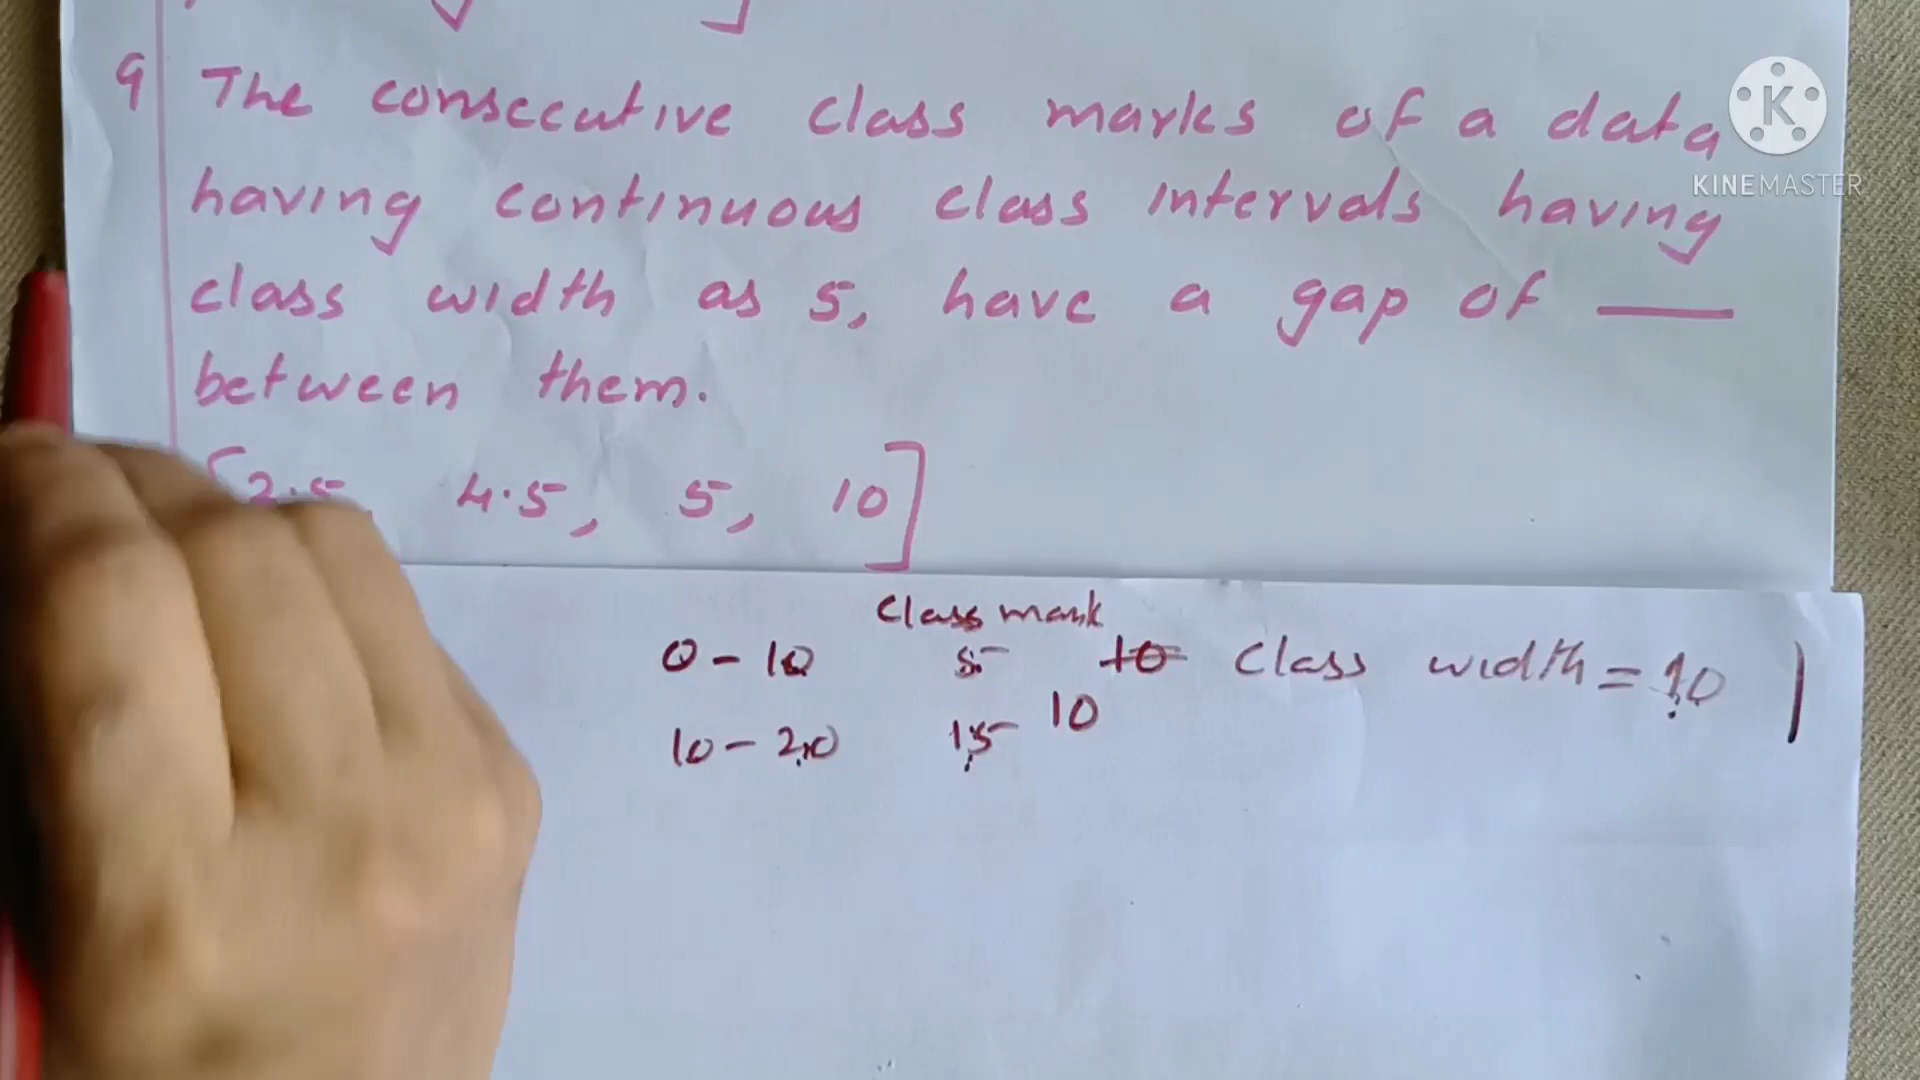 9 The consecutive class marks of a data
having continuous class intervals having
class width as 5, have a gap of ___
between them.
[2.5, 4.5, 5, 10]
class mark
0 - 10 5 10 class width = 10
10 - 20 15 10
K
KINEMASTER